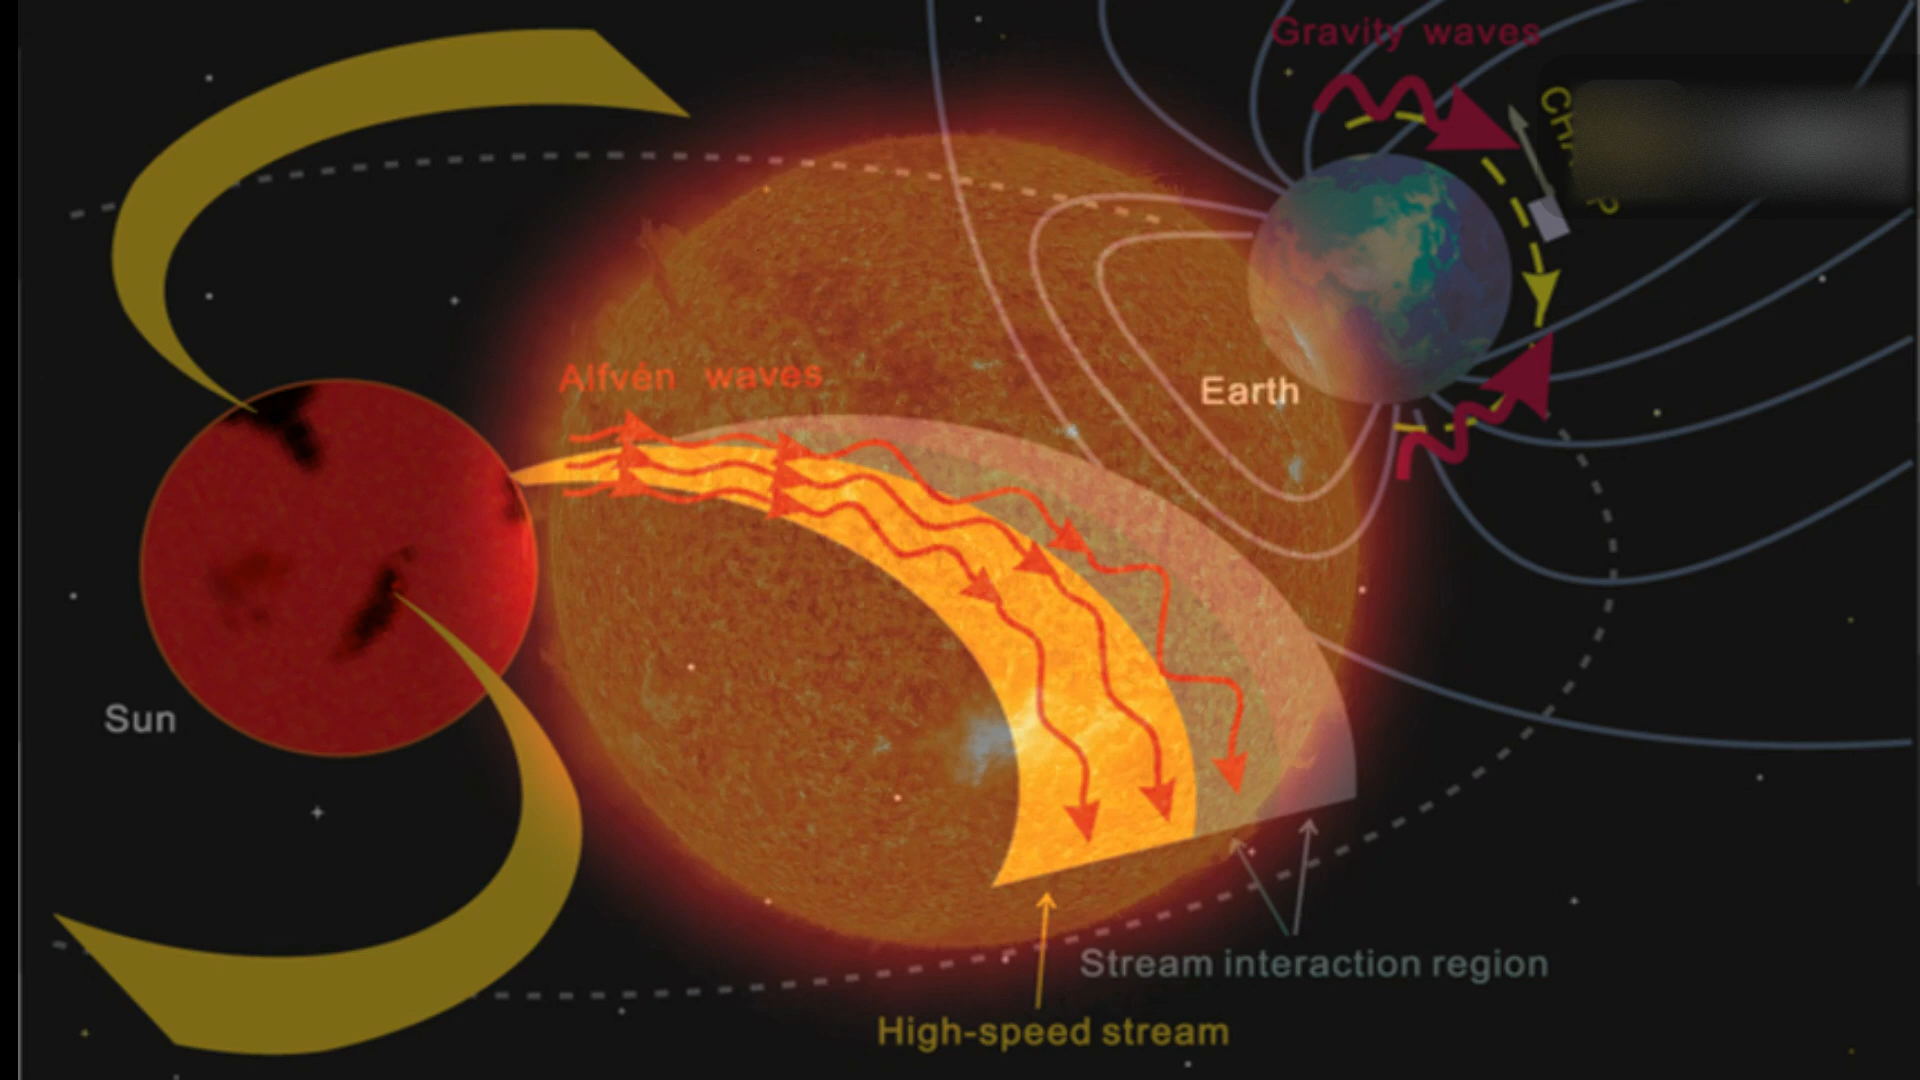 Gravity waves
Alfvén waves
Earth
Sun
Stream interaction region
High-speed stream